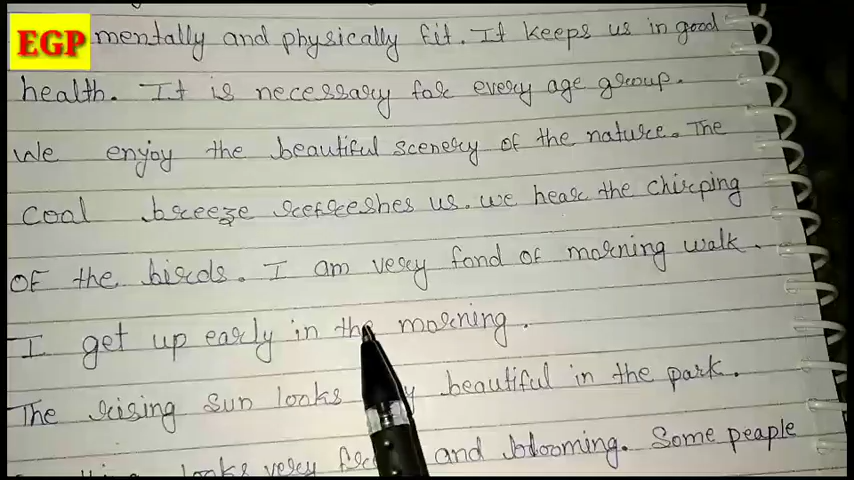 EGP mentally and physically fit. It keeps us in good
health. It is necessary for every age group.
We enjoy the beautiful scenery of the nature. The
Cool breeze refreshes us. we hear the chirping
OF the birds. I am very fond of morning walk.
I get up early in the morning.
The rising sun looks beautiful in the park.
looks very and blooming. Some people